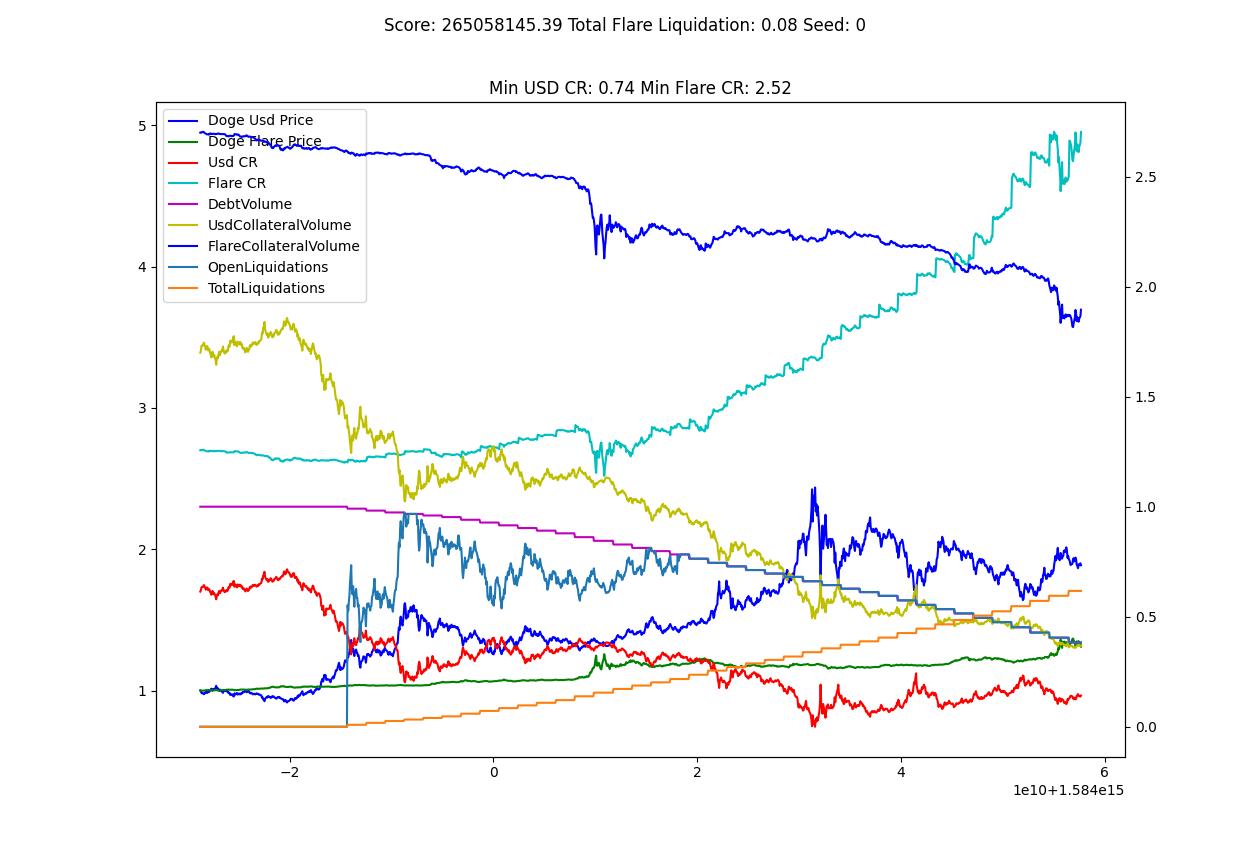 Score: 265058145.39 Total Flare Liquidation: 0.08 Seed: 0
Min USD CR: 0.74 Min Flare CR: 2.52
Doge Usd Price
Doge Flare Price
Usd CR
Flare CR
DebtVolume
UsdCollateralVolume
FlareCollateralVolume
OpenLiquidations
TotalLiquidations
5
4
3
2
1
2.5
2.0
1.5
1.0
0.5
0.0
−2
0
2
4
6
1e10+1.584e15